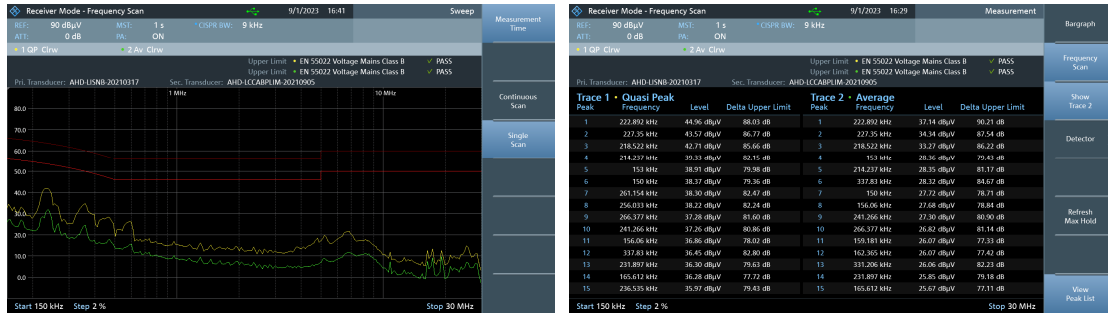 Receiver Mode - Frequency Scan 9/1/2023 16:41 Sweep
REF: 90 dBµV MST: 1 s CISPR BW: 9 kHz
ATT: 0 dB PA: ON
1 QP Clrw 2 Av Clrw
Upper Limit EN 55022 Voltage Mains Class B PASS
Upper Limit EN 55022 Voltage Mains Class B PASS
Pri. Transducer: AHD-USNB-20210317 Sec. Transducer: AHD-LCCABPLIM-20210905
1 MHz 10 MHz
80.0
70.0
60.0
50.0
40.0
30.0
20.0
10.0
0.0
Start 150 kHz Step 2 % Stop 30 MHz
Measurement
Time
Continuous
Scan
Single
Scan
Receiver Mode - Frequency Scan 9/1/2023 16:29 Measurement
REF: 90 dBµV MST: 1 s CISPR BW: 9 kHz
ATT: 0 dB PA: ON
1 QP Clrw 2 Av Clrw
Upper Limit EN 55022 Voltage Mains Class B PASS
Upper Limit EN 55022 Voltage Mains Class B PASS
Pri. Transducer: AHD-USNB-20210317 Sec. Transducer: AHD-LCCABPLIM-20210905
Trace 1 • Quasi Peak Trace 2 • Average
Peak Frequency Level Delta Upper Limit Peak Frequency Level Delta Upper Limit
1 222.892 kHz 44.96 dBµV 88.03 dB 1 222.892 kHz 37.14 dBµV 90.21 dB
2 227.35 kHz 43.57 dBµV 86.77 dB 2 227.35 kHz 34.34 dBµV 87.54 dB
3 218.522 kHz 42.71 dBµV 85.66 dB 3 218.522 kHz 33.27 dBµV 86.22 dB
4 214.237 kHz 39.33 dBµV 82.15 dB 4 153 kHz 28.36 dBµV 79.43 dB
5 153 kHz 38.91 dBµV 79.98 dB 5 214.237 kHz 28.35 dBµV 81.17 dB
6 150 kHz 38.37 dBµV 79.36 dB 6 337.83 kHz 28.32 dBµV 84.67 dB
7 261.154 kHz 38.30 dBµV 82.47 dB 7 150 kHz 27.72 dBµV 78.71 dB
8 256.033 kHz 38.22 dBµV 82.24 dB 8 156.06 kHz 27.68 dBµV 78.84 dB
9 266.377 kHz 37.28 dBµV 81.60 dB 9 241.266 kHz 27.30 dBµV 80.90 dB
10 241.266 kHz 37.26 dBµV 80.86 dB 10 266.377 kHz 26.82 dBµV 81.14 dB
11 156.06 kHz 36.86 dBµV 78.02 dB 11 159.181 kHz 26.07 dBµV 77.33 dB
12 337.83 kHz 36.45 dBµV 82.80 dB 12 162.365 kHz 26.07 dBµV 77.42 dB
13 231.897 kHz 36.30 dBµV 79.63 dB 13 331.206 kHz 26.06 dBµV 82.23 dB
14 165.612 kHz 36.28 dBµV 77.72 dB 14 231.897 kHz 25.85 dBµV 79.18 dB
15 236.535 kHz 35.97 dBµV 79.43 dB 15 165.612 kHz 25.67 dBµV 77.11 dB
Start 150 kHz Step 2 % Stop 30 MHz
Bargraph
Frequency
Scan
Show
Trace 2
Detector
Refresh
Max Hold
View
Peak List